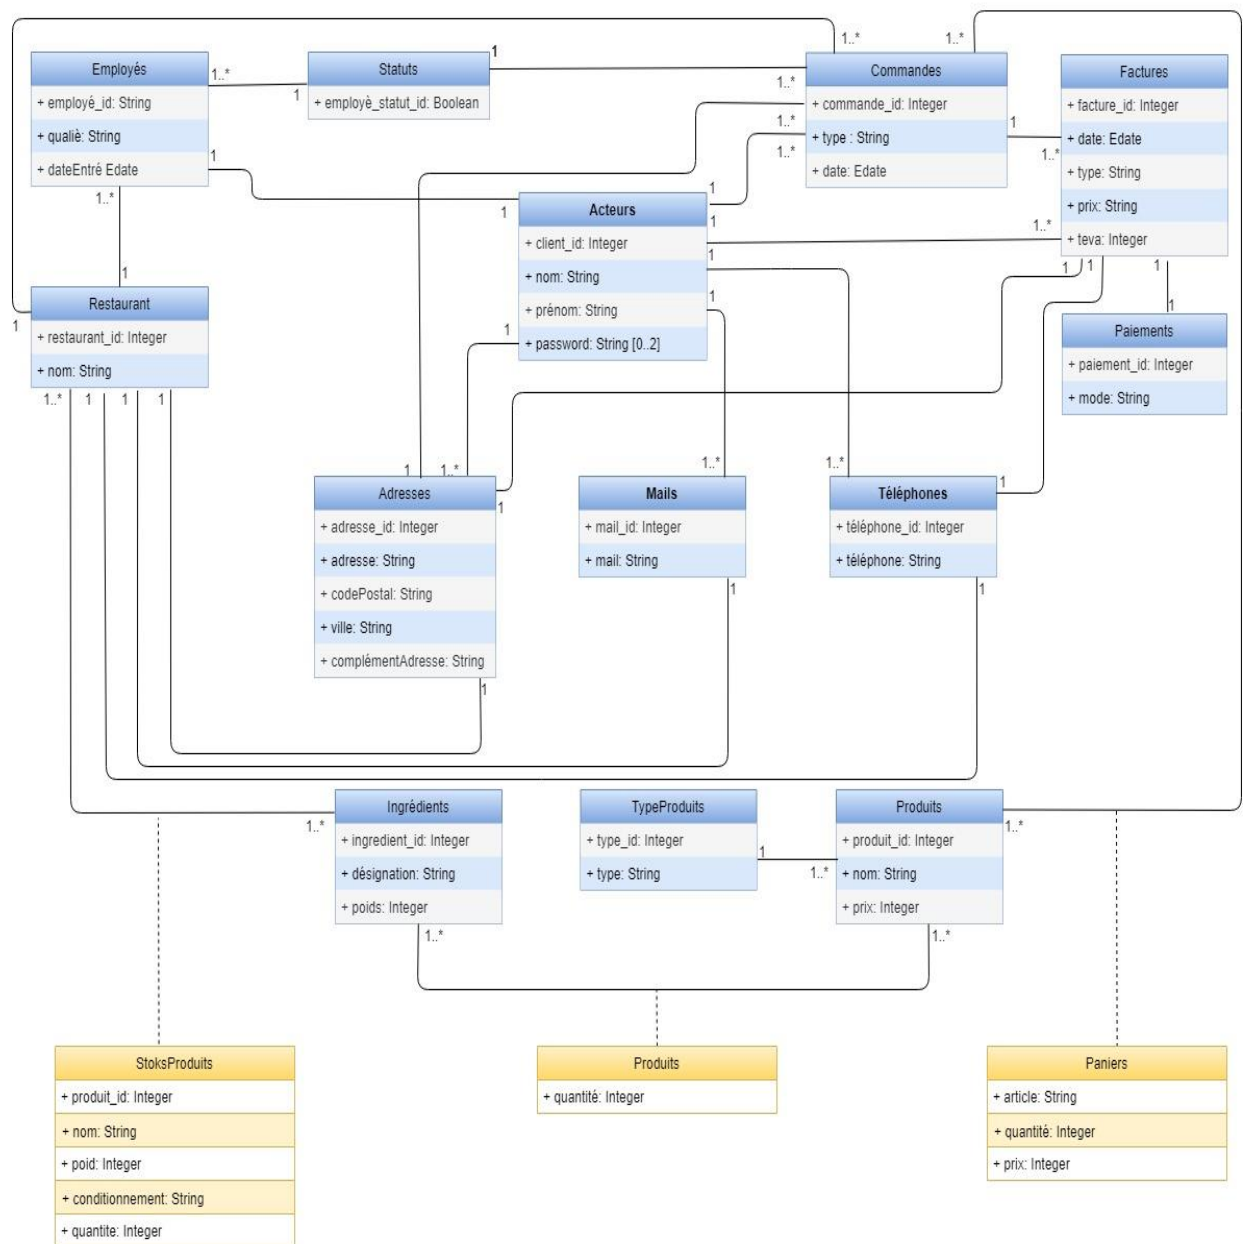 1..*
1..*
Employés
+ employé_id: String
+ qualiè: String
+ dateEntré Edate
1..*
1
Statuts
+ employè_statut_id: Boolean
1
1..*
Commandes
+ commande_id: Integer
+ type : String
+ date: Edate
1..*
1..*
1
1..*
Factures
+ facture_id: Integer
+ date: Edate
+ type: String
+ prix: String
+ teva: Integer
1
1
1..*
1
1
Acteurs
+ client_id: Integer
+ nom: String
+ prénom: String
+ password: String [0..2]
1
1
1..*
1
1
1
1
1
1
1
1
Restaurant
+ restaurant_id: Integer
+ nom: String
1..*
1
1
1
Paiements
+ paiement_id: Integer
+ mode: String
1
1..*
Adresses
+ adresse_id: Integer
+ adresse: String
+ codePostal: String
+ ville: String
+ complémentAdresse: String
1
1
1..*
Mails
+ mail_id: Integer
+ mail: String
1
1..*
Téléphones
+ téléphone_id: Integer
+ téléphone: String
1
1
Ingrédients
+ ingredient_id: Integer
+ désignation: String
+ poids: Integer
1..*
1..*
TypeProduits
+ type_id: Integer
+ type: String
1
1..*
Produits
+ produit_id: Integer
+ nom: String
+ prix: Integer
1..*
1..*
StoksProduits
+ produit_id: Integer
+ nom: String
+ poid: Integer
+ conditionnement: String
+ quantite: Integer
Produits
+ quantité: Integer
Paniers
+ article: String
+ quantitè: Integer
+ prix: Integer